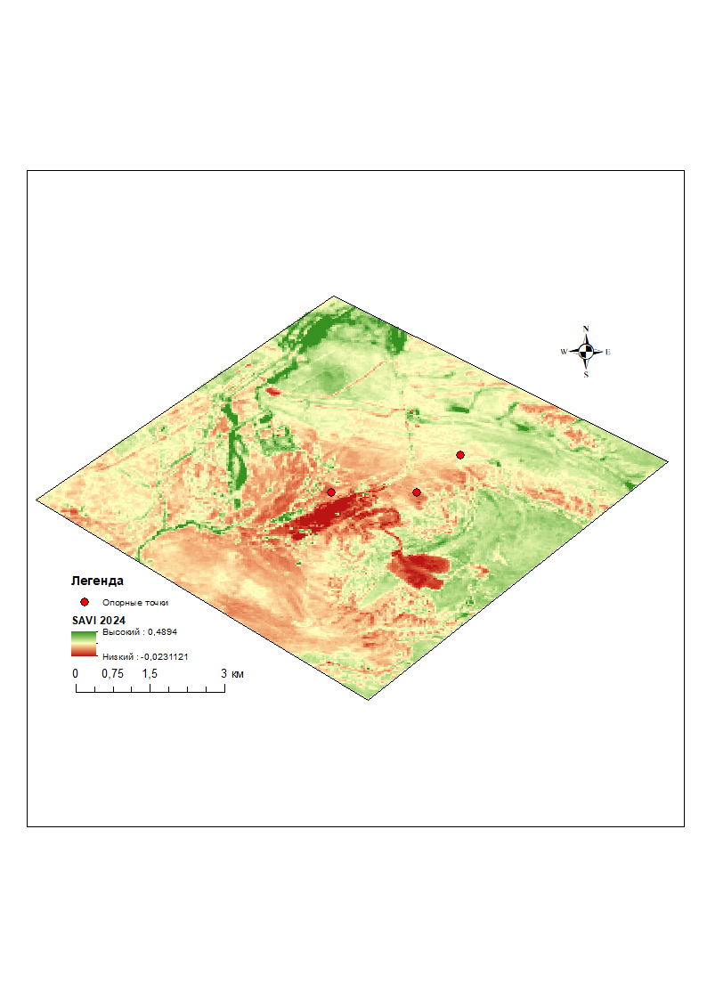 N
W E
S
Легенда
Опорные точки
SAVI 2024
Высокий : 0,4894
Низкий : -0,0231121
0 0,75 1,5 3 км